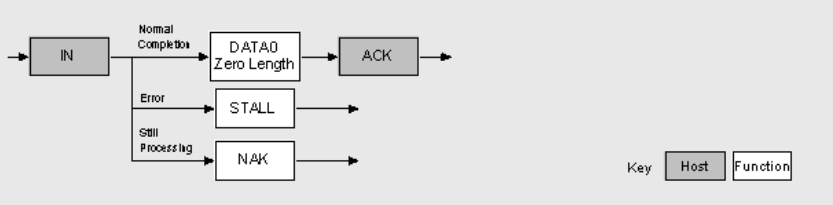 Normal
Completion
IN
DATA0
Zero Length
ACK
Error
STALL
Still
Processing
NAK
Key
Host
Function